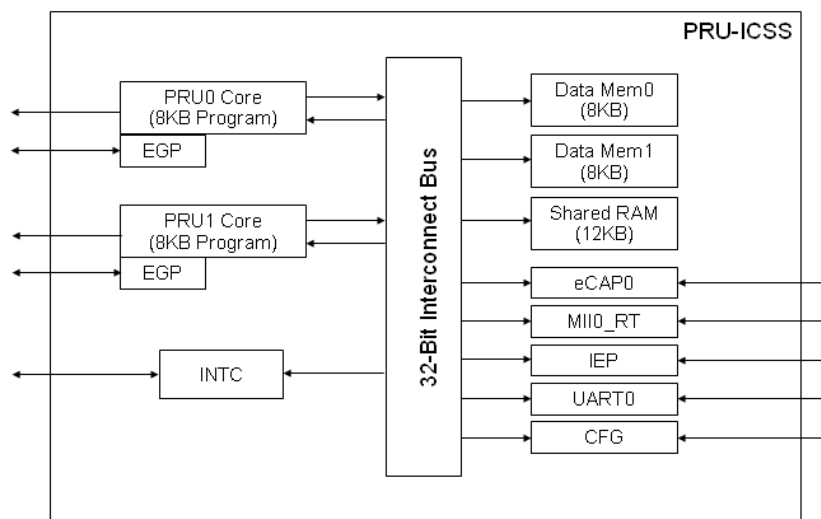 PRU-ICSS
PRU0 Core
(8KB Program)
EGP
PRU1 Core
(8KB Program)
EGP
INTC
32-Bit Interconnect Bus
Data Mem0
(8KB)
Data Mem1
(8KB)
Shared RAM
(12KB)
eCAP0
MII0_RT
IEP
UART0
CFG